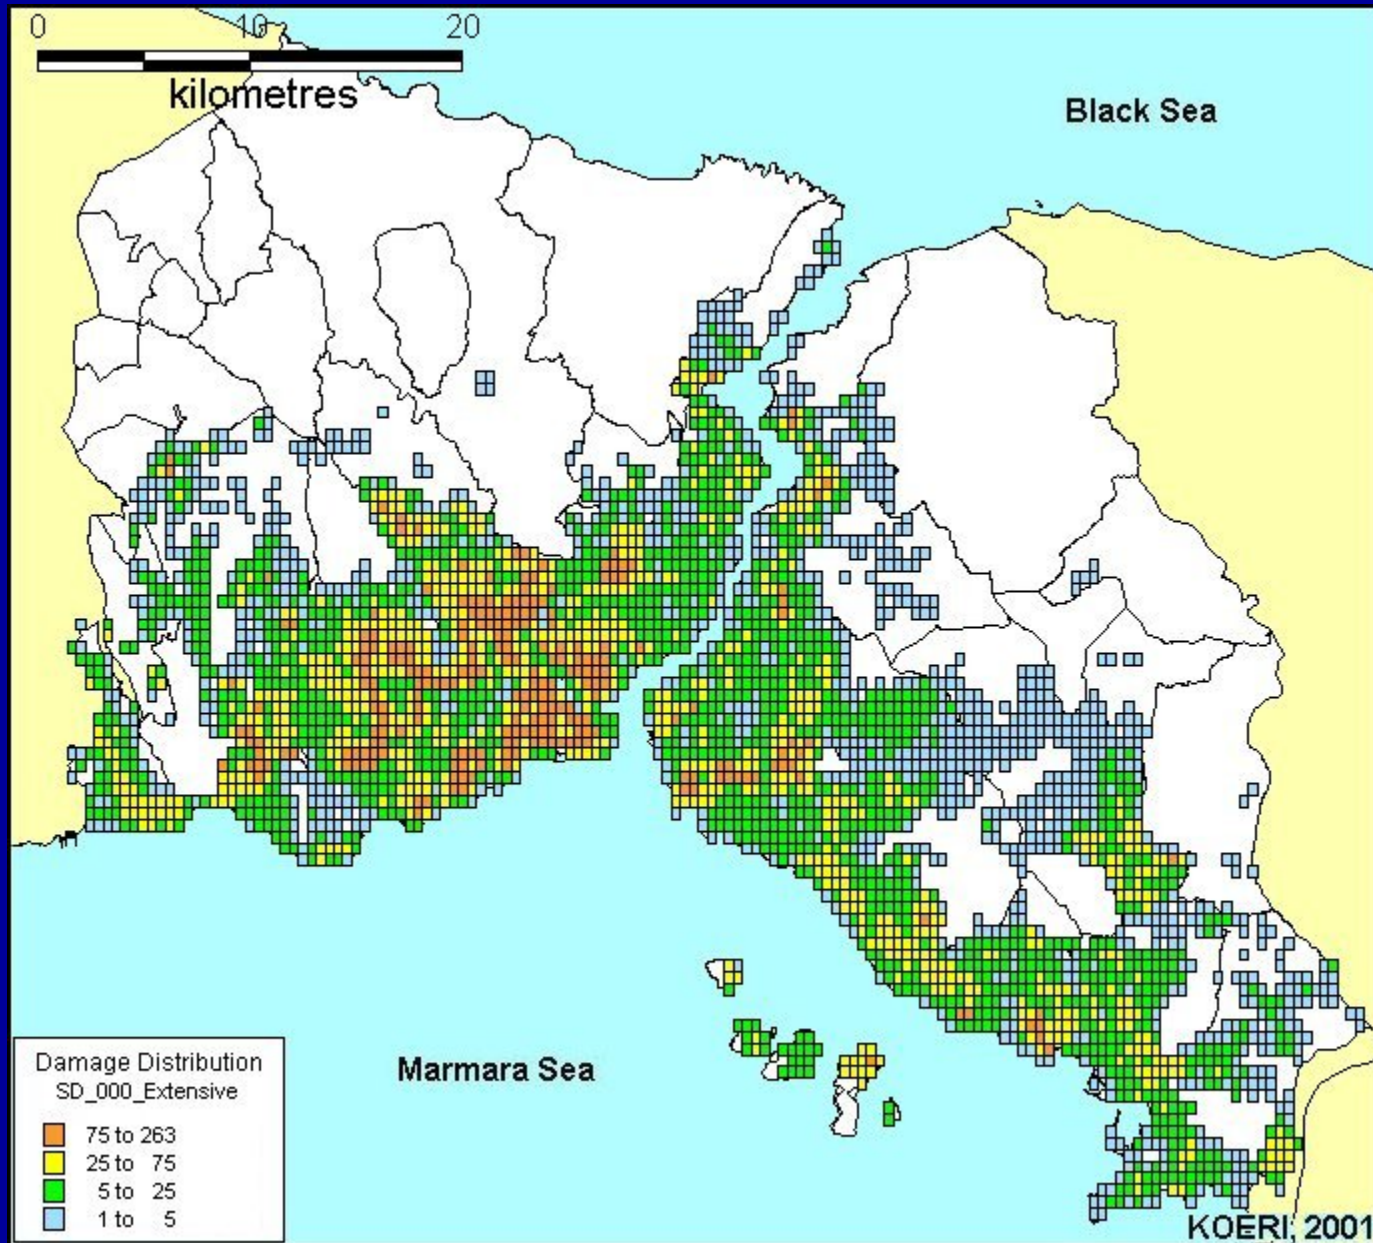 0 10 20
kilometres
Black Sea
Marmara Sea
Damage Distribution
SD_000_Extensive
75 to 263
25 to 75
5 to 25
1 to 5
KOERI, 2001